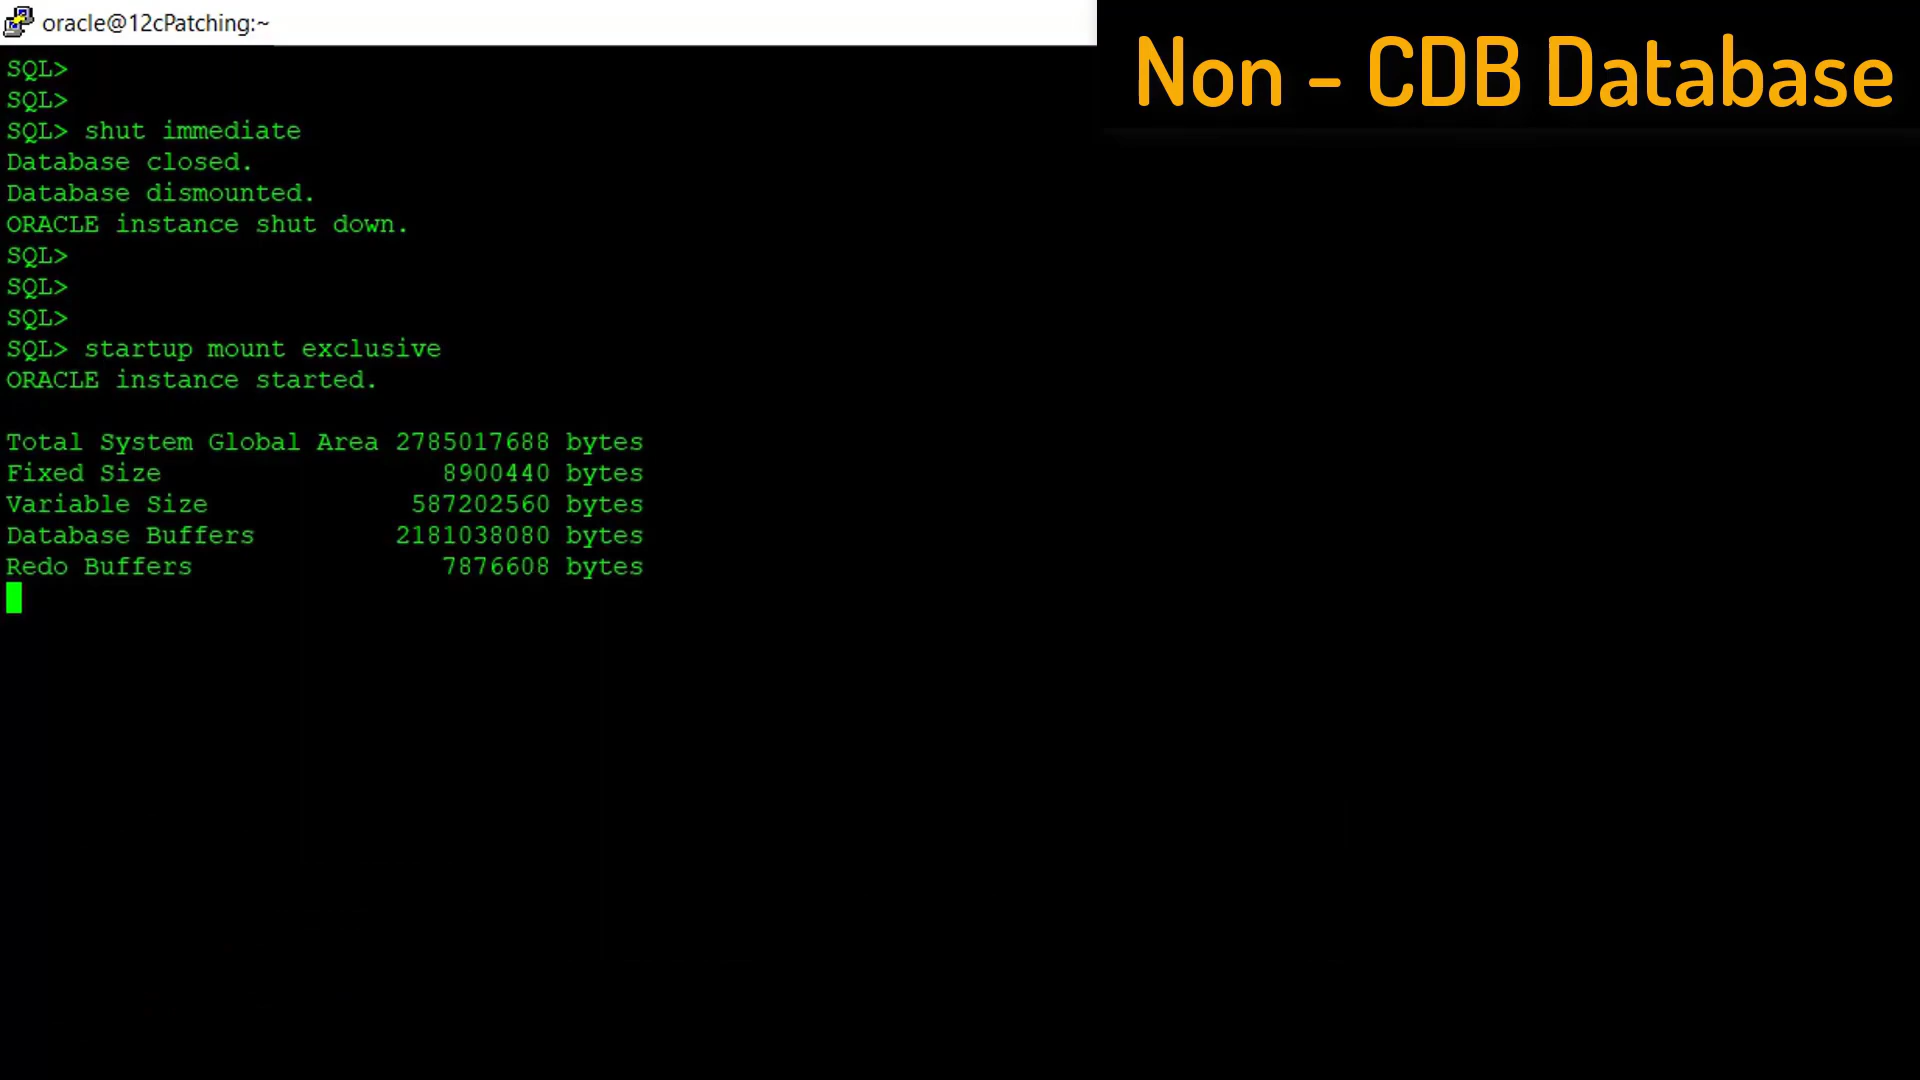 oracle@12cPatching:~
Non - CDB Database
SQL>
SQL>
SQL> shut immediate
Database closed.
Database dismounted.
ORACLE instance shut down.
SQL>
SQL>
SQL>
SQL> startup mount exclusive
ORACLE instance started.
Total System Global Area 2785017688 bytes
Fixed Size 8900440 bytes
Variable Size 587202560 bytes
Database Buffers 2181038080 bytes
Redo Buffers 7876608 bytes